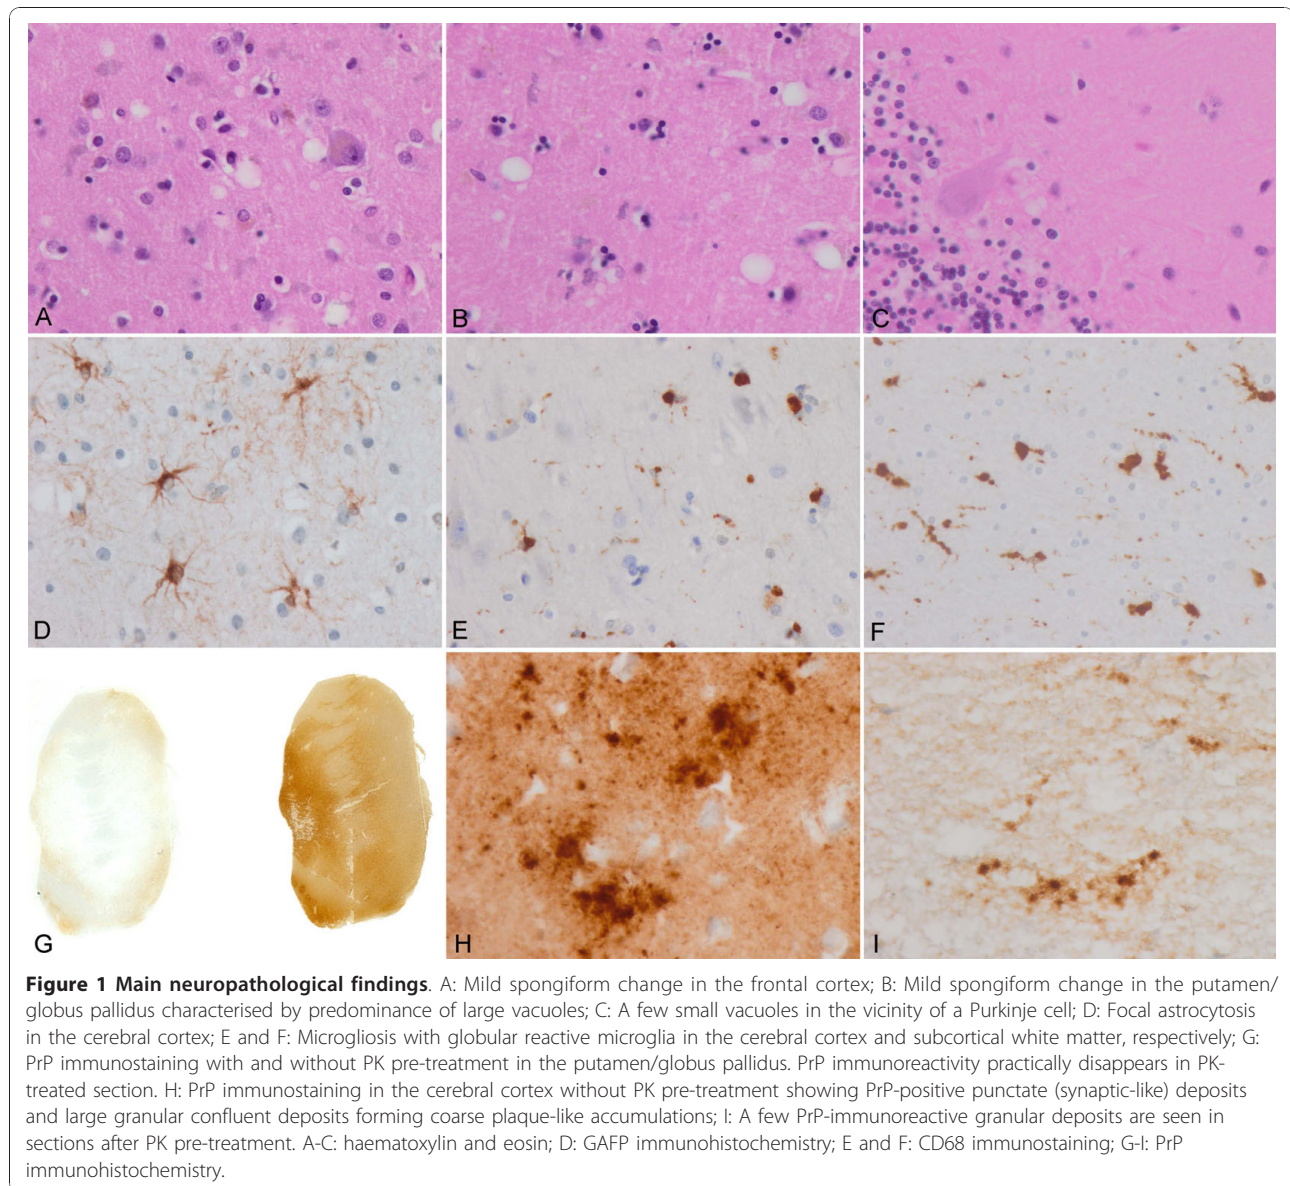 A
B
C
D
E
F
G
H
I
Figure 1 Main neuropathological findings. A: Mild spongiform change in the frontal cortex; B: Mild spongiform change in the putamen/
globus pallidus characterised by predominance of large vacuoles; C: A few small vacuoles in the vicinity of a Purkinje cell; D: Focal astrocytosis
in the cerebral cortex; E and F: Microgliosis with globular reactive microglia in the cerebral cortex and subcortical white matter, respectively; G:
PrP immunostaining with and without PK pre-treatment in the putamen/globus pallidus. PrP immunoreactivity practically disappears in PK-
treated section. H: PrP immunostaining in the cerebral cortex without PK pre-treatment showing PrP-positive punctate (synaptic-like) deposits
and large granular confluent deposits forming coarse plaque-like accumulations; I: A few PrP-immunoreactive granular deposits are seen in
sections after PK pre-treatment. A-C: haematoxylin and eosin; D: GAFP immunohistochemistry; E and F: CD68 immunostaining; G-I: PrP
immunohistochemistry.